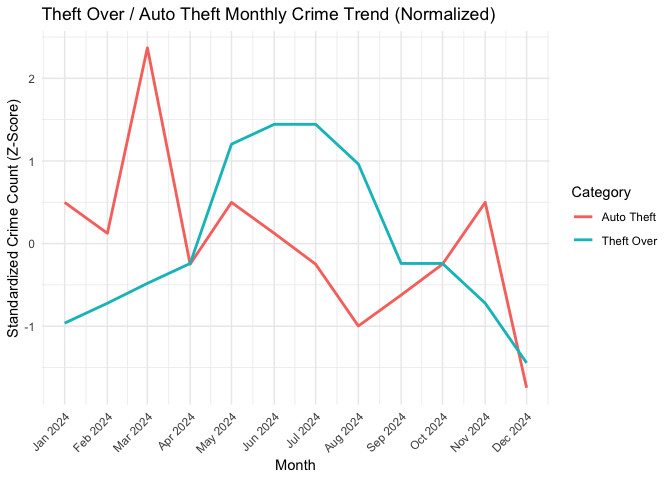 Theft Over / Auto Theft Monthly Crime Trend (Normalized)
Standardized Crime Count (Z-Score)
2
1
0
-1
Jan 2024
Feb 2024
Mar 2024
Apr 2024
May 2024
Jun 2024
Jul 2024
Aug 2024
Sep 2024
Oct 2024
Nov 2024
Dec 2024
Month
Category
Auto Theft
Theft Over